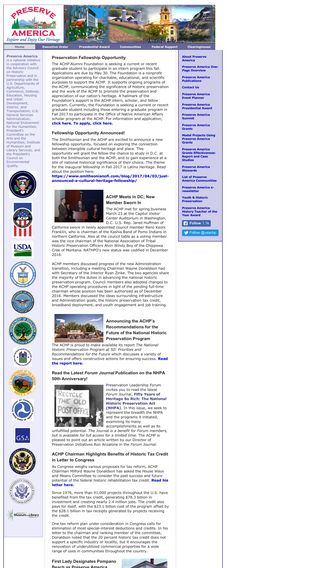 PRESERVE AMERICA
Explore and Enjoy Our Heritage
Home
Executive Order
Presidential Award
Communities
Federal Support
Clearinghouse
Preserve America
is a national initiative
in cooperation with
the Advisory Council
on Historic
Preservation and in
partnership with the
U.S. Departments of
Agriculture,
Commerce, Defense,
Education, Housing
and Urban
Development,
Interior, and
Transportation; U.S.
General Services
Administration;
National Endowment
for the Humanities;
President's
Committee on the
Arts and the
Humanities; Institute
of Museum and
Library Services; and
the President's
Council on
Environmental
Quality.
Preservation Fellowship Opportunity
The ACHP Alumni Foundation is seeking a current or recent
graduate student to participate in an intern program this fall.
Applications are due by May 30. The Foundation is a nonprofit
organization operating for charitable, educational, and scientific
purposes to support the ACHP. It supports ongoing programs of
the ACHP, communicating the significance of historic preservation
and the work of the ACHP to promote the preservation and
appreciation of our nation's heritage. A hallmark of the
Foundation's support is the ACHP intern, scholar, and fellow
program. Currently, the Foundation is seeking a current or recent
graduate student including those entering a graduate program in
Fall 2017 to participate in the Office of Native American Affairs
scholar program at the ACHP. For information and application,
click here. To apply, click here.
Fellowship Opportunity Announced!
The Smithsonian and the ACHP are excited to announce a new
fellowship opportunity, focused on exploring the connection
between intangible cultural heritage and place. This
opportunity will grant the fellow the chance to study in D.C. at
both the Smithsonian and the ACHP, and to gain experience at a
site of national historical significance of their choice. The theme
for the inaugural fellowship in Fall 2017 is Latino Heritage. Read
about the position here:
https://www.smithsonianofi.com/blog/2017/04/03/just-
announced-a-cultural-heritage-fellowship/
ACHP Meets in DC, New
Member Sworn In
The ACHP met for spring business
March 23 at the Capitol Visitor
Center Auditorium in Washington,
D.C. Rep. Jared Huffman of
California swore in newly appointed council member Reno Keoni
Franklin, who is chairman of the Kashia Band of Pomo Indians in
northern California. Also at the council table as a voting member
was the vice chairman of the National Association of Tribal
Historic Preservation Officers Alvin Windy Boy of the Chippewa
Cree of Montana. NATHPO's new status was codified in December
2016.
ACHP members discussed progress of the new Administration
transition, including a meeting Chairman Wayne Donaldson had
with Secretary of the Interior Ryan Zinke. The two agencies share
the majority of the duties in advancing the national historic
preservation program. Council members also adopted changes to
the ACHP operating procedures in light of the pending full-time
chairman whose position has been authorized as of December
2016. Members discussed the ideas surrounding infrastructure
and Administration goals, the historic preservation tax credit,
broadband deployment, and youth engagement and job training.
Announcing the ACHP's
Recommendations for the
Future of the National Historic
Preservation Program
The ACHP is proud to make available its report The National
Historic Preservation Program at 50: Priorities and
Recommendations for the Future which discusses a variety of
issues and offers constructive actions for ensuring success. Read
the report here.
Read the Latest Forum Journal Publication on the NHPA
50th Anniversary!
Preservation Leadership Forum
invites you to read the latest
Forum Journal, Fifty Years of
Heritage So Rich: The National
Historic Preservation Act
(NHPA). In this issue, we seek to
represent the breadth of the NHPA
and the programs it initiated,
examining its many
accomplishments as well as its
unfulfilled potential. The Journal is a benefit for Forum members,
but is available for full access for a limited time. The ACHP is
pleased to put out an article written by our Director of
Preservation Initiatives Ron Anzalone in the Forum Journal.
RECYCLE
THE
OLD POST
OFFICE
ACHP Chairman Highlights Benefits of Historic Tax Credit
in Letter to Congress
As Congress weighs various proposals for tax reform, ACHP
Chairman Milford Wayne Donaldson has asked the House Ways
and Means Committee to consider the past success and future
potential of the federal historic rehabilitation tax credit. Read his
letter here.
Since 1978, more than 41,000 projects throughout the U.S. have
benefited from the tax credit, generating $78.3 billion in
investment and creating nearly 2.4 million jobs. The credit also
pays for itself, with the $23.1 billion cost of the program offset by
the $28.1 billion in tax receipts generated by projects receiving
the credit.
One tax reform plan under consideration in Congress calls for
elimination of most special-interest deductions and credits. In his
letter to the chairman and ranking member of the committee,
Donaldson noted that the 20 percent historic tax credit does not
support a specific industry or locality, but it encourages the
renovation of underutilized commercial properties for a wide
range of uses in communities throughout the country.
First Lady Designates Pompano
Beach as Preserve America
About Preserve
America
Preserve America One-
Page Overview
Preserve America
Publications
Contact Us
Preserve America
Event Planner
Preserve America
Presidential Award
Preserve America
Grants
Model Projects Using
Preserve America
Grants
Preserve America
Grant Effectiveness:
Report and Case
Studies
Preserve America
Stewards
List of Preserve
America Communities
Preserve America e-
newsletter
Youth & Historic
Preservation
Preserve America
History Teacher of
the Year Award
GSA
Museum and Library